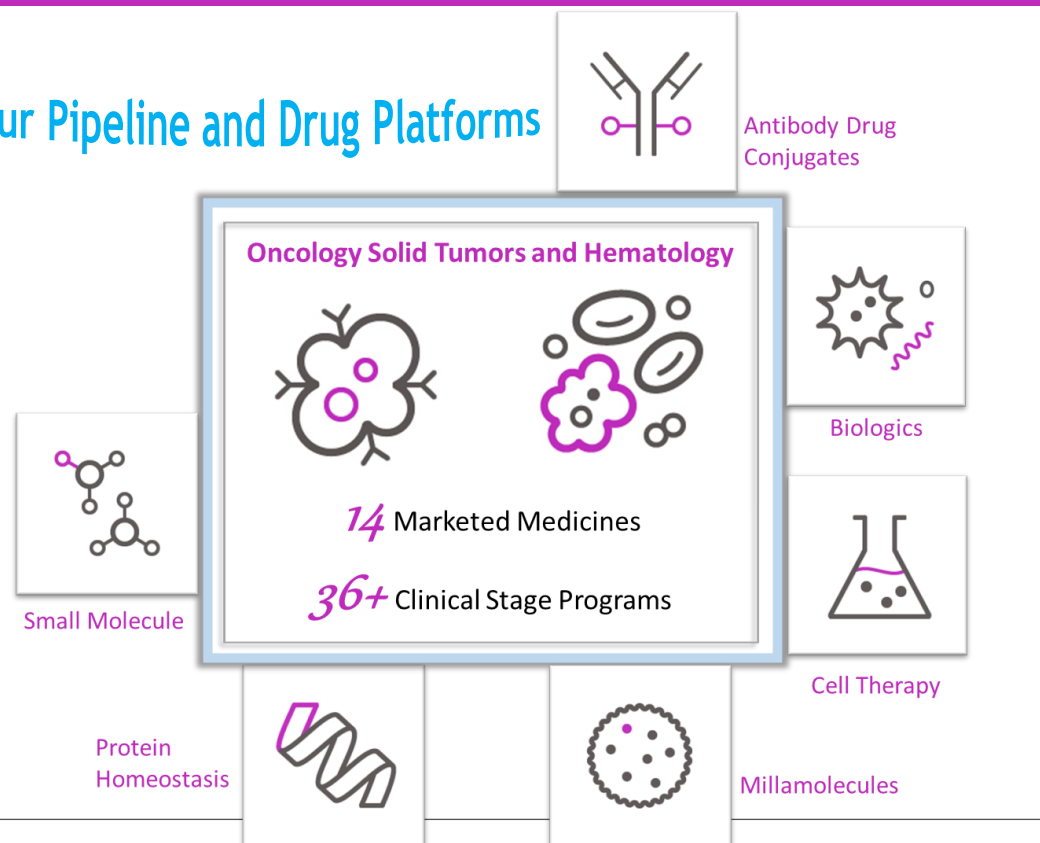 ur Pipeline and Drug Platforms
Antibody Drug
Conjugates
Oncology Solid Tumors and Hematology
Biologics
14 Marketed Medicines
36+ Clinical Stage Programs
Small Molecule
Cell Therapy
Protein
Homeostasis
Millamolecules